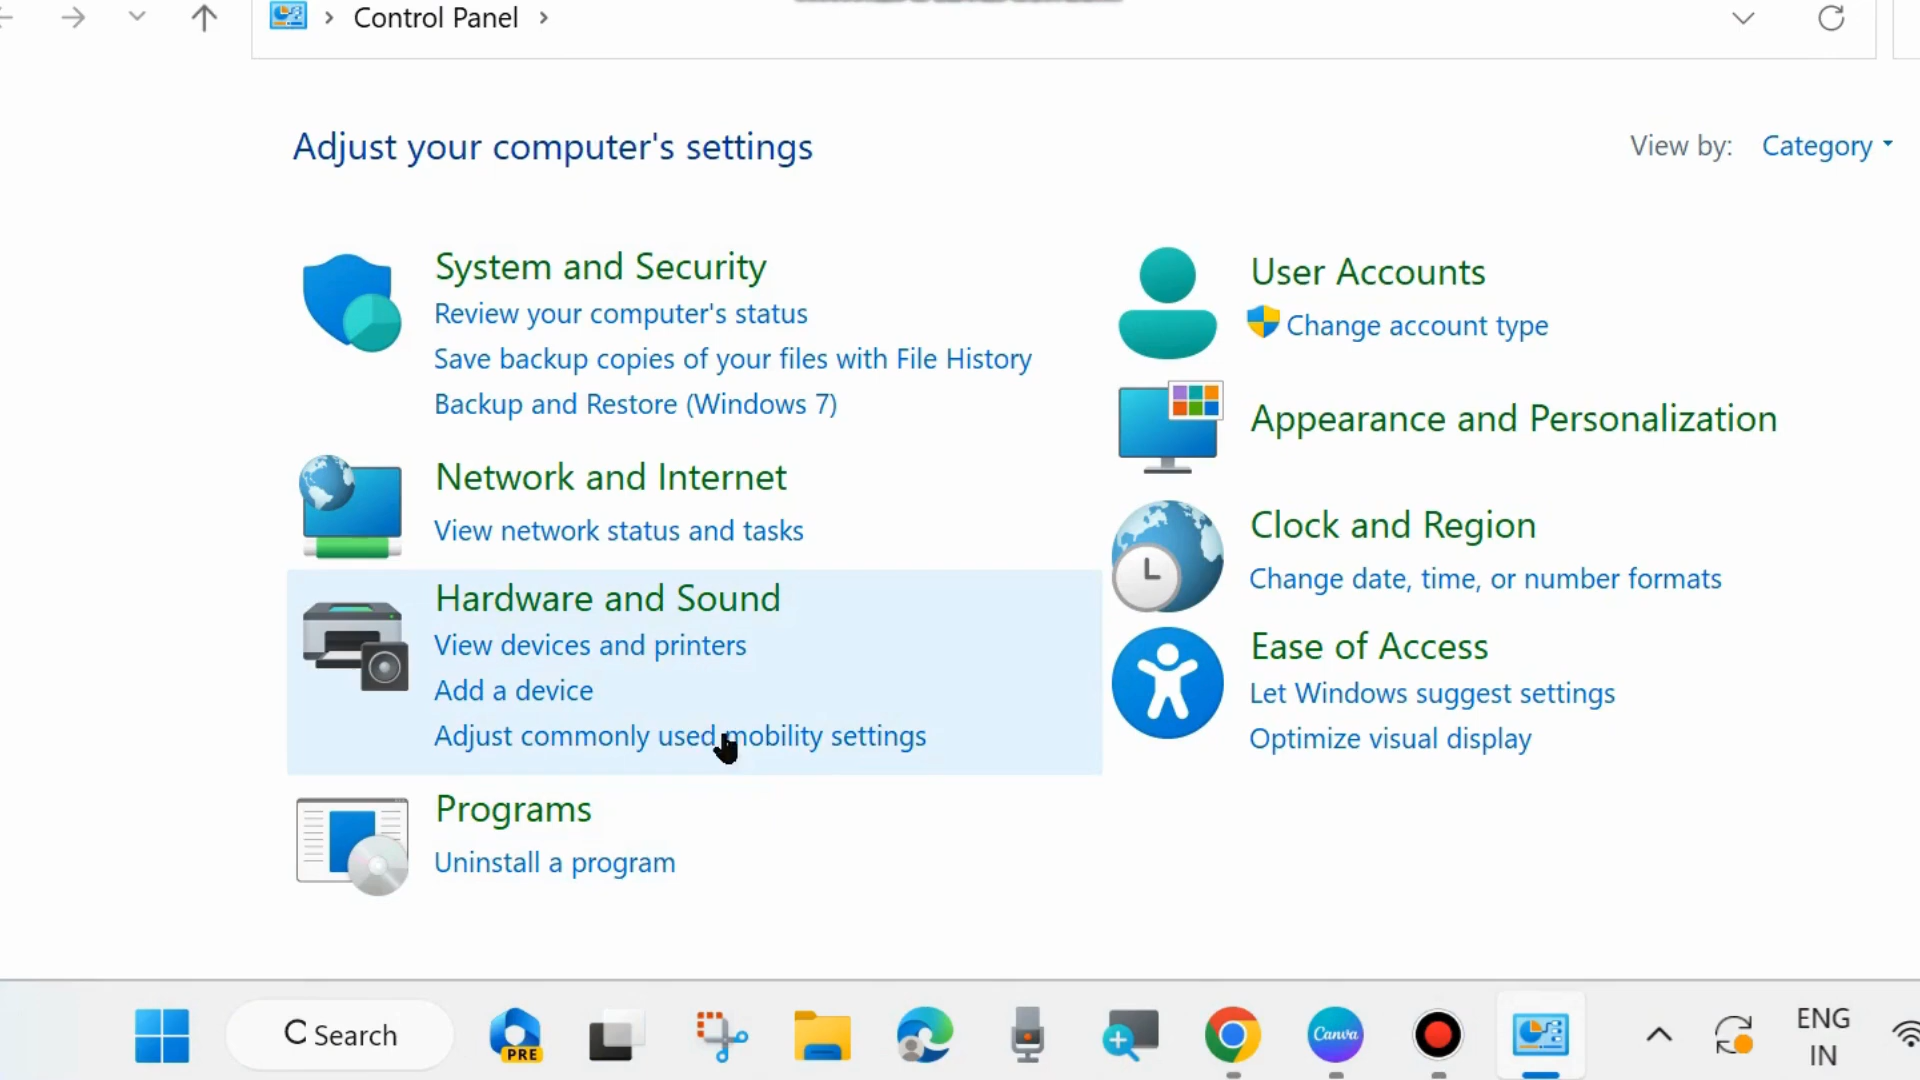 Control Panel
Adjust your computer's settings
View by: Category
System and Security
Review your computer's status
Save backup copies of your files with File History
Backup and Restore (Windows 7)
Network and Internet
View network status and tasks
Hardware and Sound
View devices and printers
Add a device
Adjust commonly used mobility settings
Programs
Uninstall a program
User Accounts
Change account type
Appearance and Personalization
Clock and Region
Change date, time, or number formats
Ease of Access
Let Windows suggest settings
Optimize visual display
Search
PRE
Canva
ENG
IN